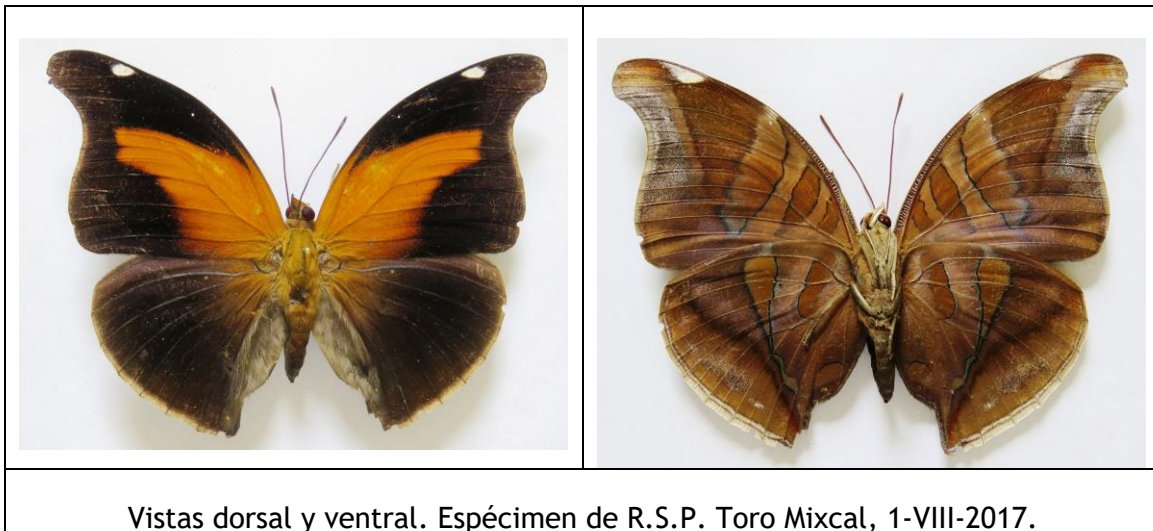 Vistas dorsal y ventral. Espécimen de R.S.P. Toro Mixcal, 1-VIII-2017.